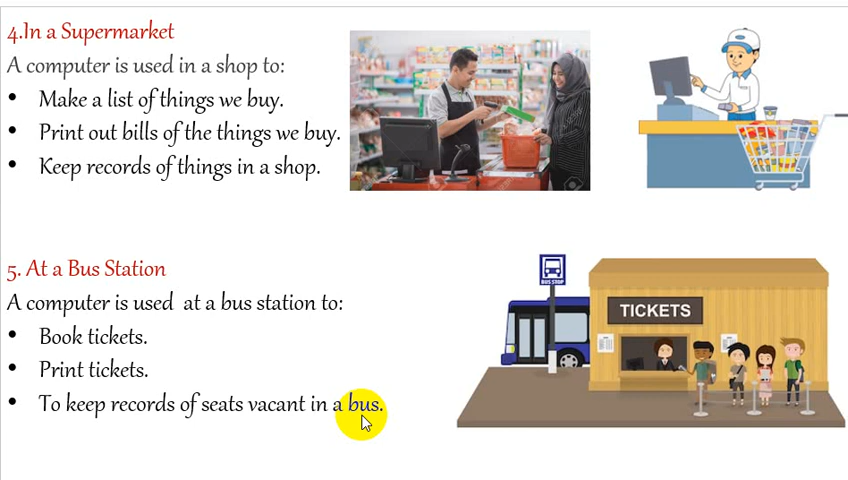 4.In a Supermarket
A computer is used in a shop to:
• Make a list of things we buy.
• Print out bills of the things we buy.
• Keep records of things in a shop.
5. At a Bus Station
A computer is used at a bus station to:
• Book tickets.
• Print tickets.
• To keep records of seats vacant in a bus.
BUS STOP
TICKETS